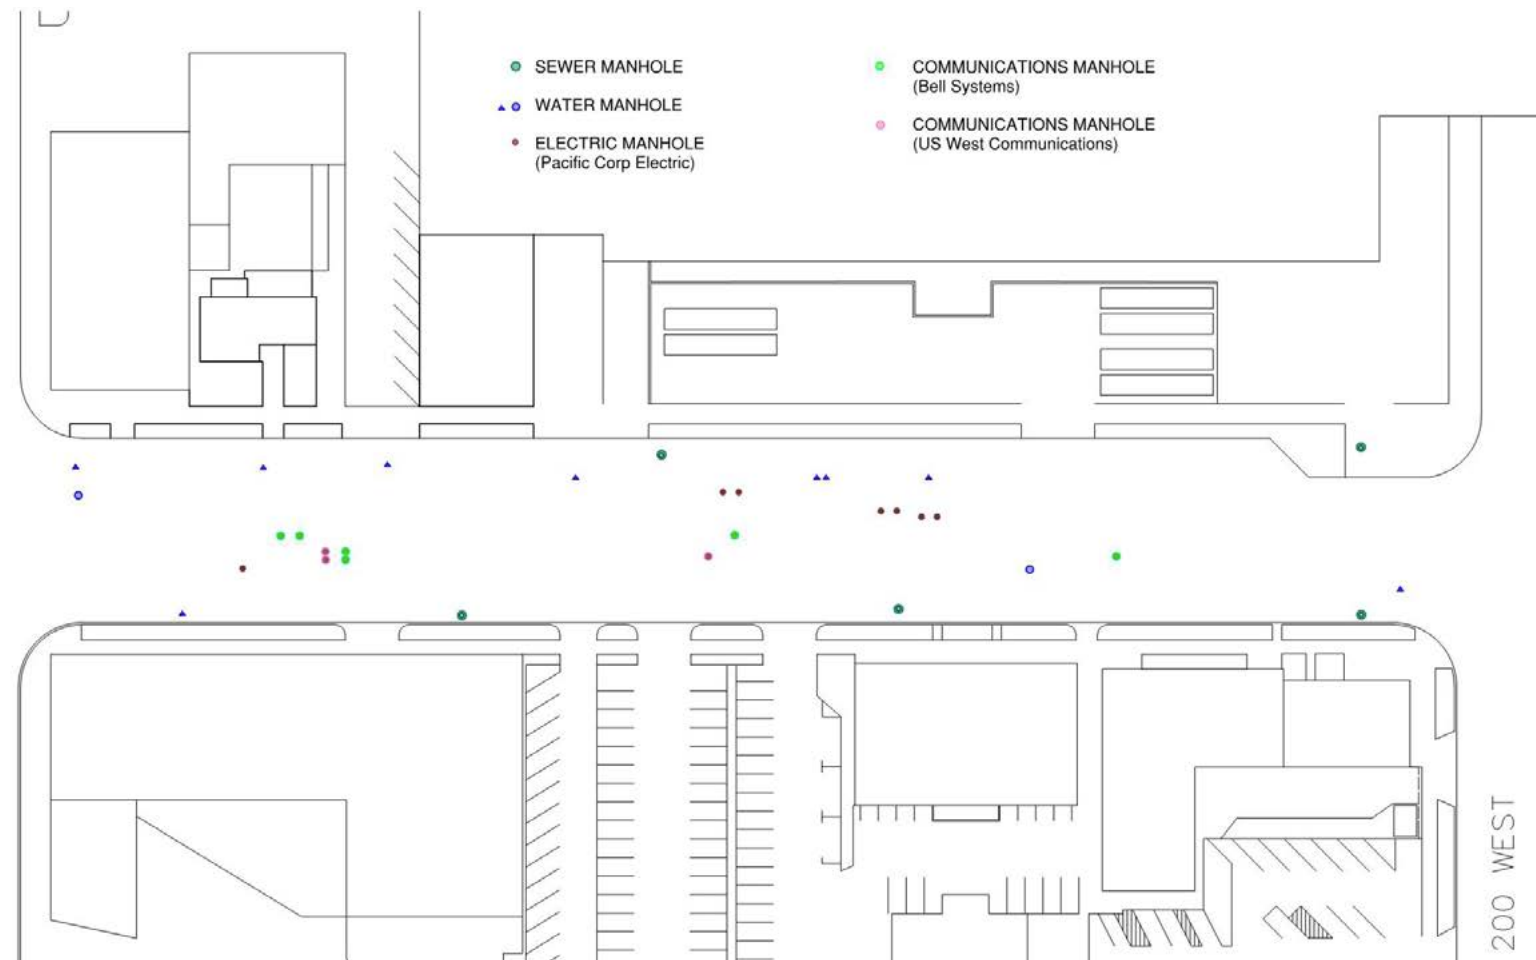 SEWER MANHOLE
WATER MANHOLE
ELECTRIC MANHOLE
(Pacific Corp Electric)
COMMUNICATIONS MANHOLE
(Bell Systems)
COMMUNICATIONS MANHOLE
(US West Communications)
200 WEST